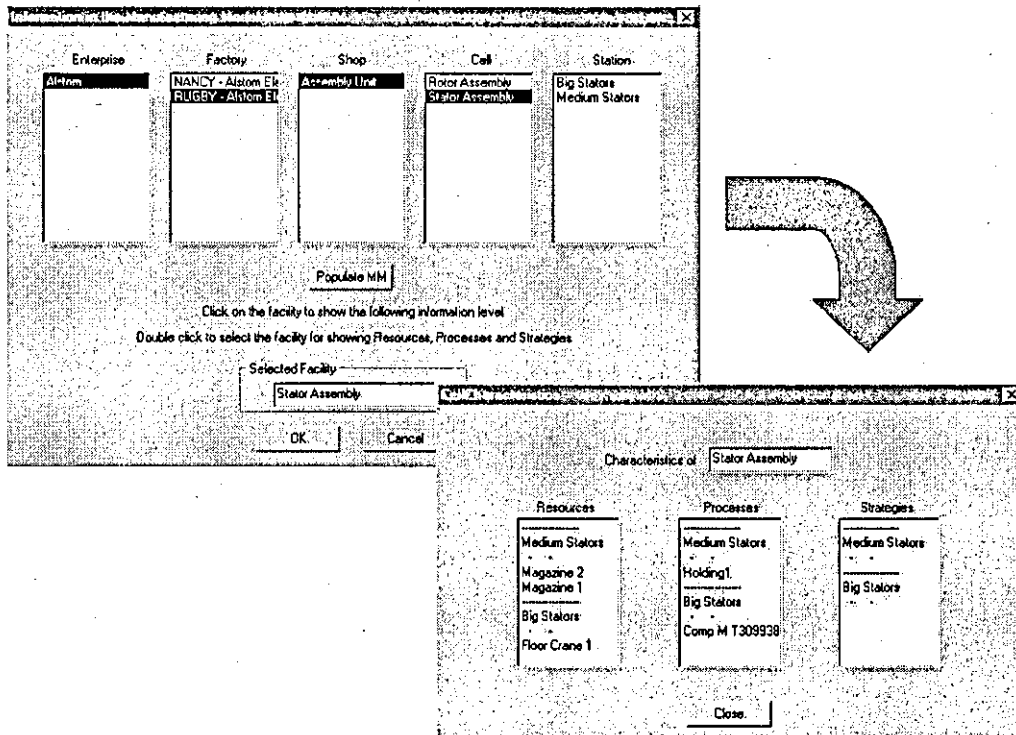 Information
Enterprise Factory Shop Cell Station
Alstom
NANCY - Alstom Ele
RUGBY - Alstom Ele
Assembly Unit
Rotor Assembly
Stator Assembly
Big Stators
Medium Stators
Populate MM
Click on the facility to show the following information level
Double click to select the facility for showing Resources, Processes and Strategies
Selected Facility
Stator Assembly
OK
Cancel
Characteristics of Stator Assembly
Resources
Medium Stators
Magazine 2
Magazine 1
Big Stators
Floor Crane 1
Processes
Medium Stators
Holding1
Big Stators
Comp M T309938
Strategies
Medium Stators
Big Stators
Close